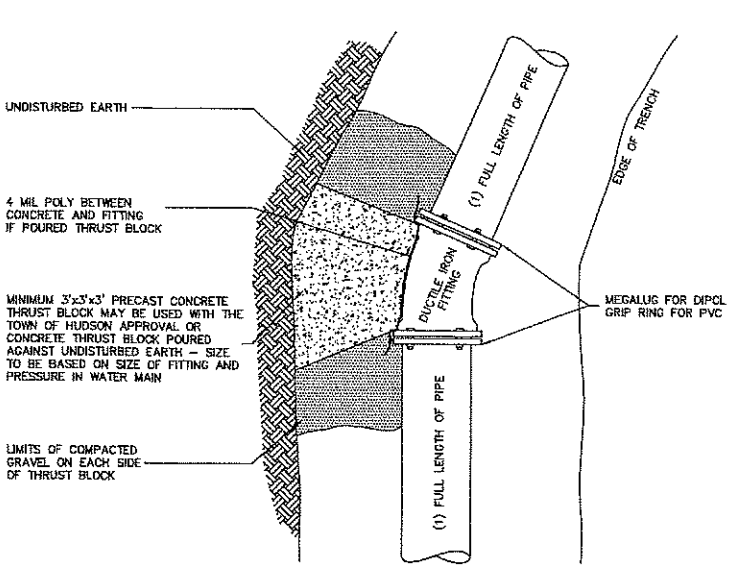 UNDISTURBED EARTH
4 MIL POLY BETWEEN
CONCRETE AND FITTING
IF POURED THRUST BLOCK
MINIMUM 3'x3'x3' PRECAST CONCRETE
THRUST BLOCK MAY BE USED WITH THE
TOWN OF HUDSON APPROVAL OR
CONCRETE THRUST BLOCK POURED
AGAINST UNDISTURBED EARTH – SIZE
TO BE BASED ON SIZE OF FITTING AND
PRESSURE IN WATER MAIN
LIMITS OF COMPACTED
GRAVEL ON EACH SIDE
OF THRUST BLOCK
(1) FULL LENGTH OF PIPE
DUCTILE IRON
FITTING
(1) FULL LENGTH OF PIPE
EDGE OF TRENCH
MEGALUG FOR DIPCL
GRIP RING FOR PVC